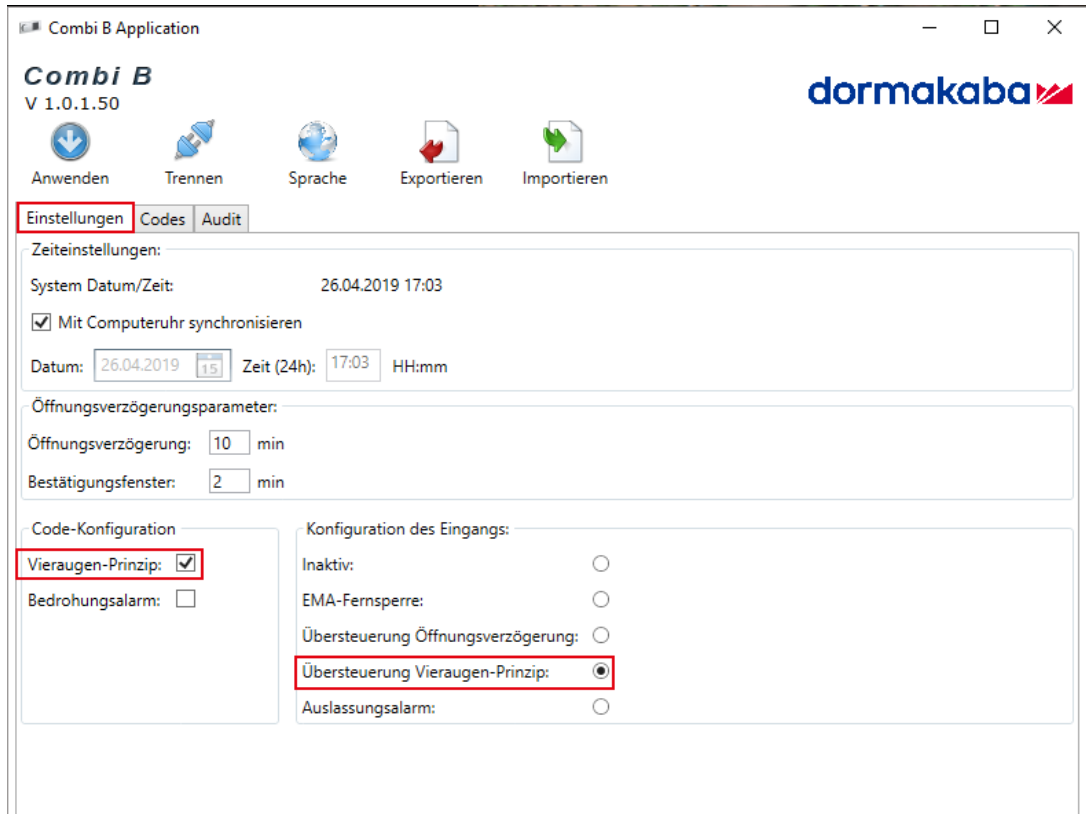 Combi B Application
Combi B
V 1.0.1.50
dormakaba
Anwenden Trennen Sprache Exportieren Importieren
Einstellungen Codes Audit
Zeiteinstellungen:
System Datum/Zeit: 26.04.2019 17:03
Mit Computeruhr synchronisieren
Datum: 26.04.2019 15 Zeit (24h): 17:03 HH:mm
Öffnungsverzögerungsparameter:
Öffnungsverzögerung: 10 min
Bestätigungsfenster: 2 min
Code-Konfiguration
Vieraugen-Prinzip:
Bedrohungsalarm:
Konfiguration des Eingangs:
Inaktiv:
EMA-Fernsperre:
Übersteuerung Öffnungsverzögerung:
Übersteuerung Vieraugen-Prinzip:
Auslassungsalarm: